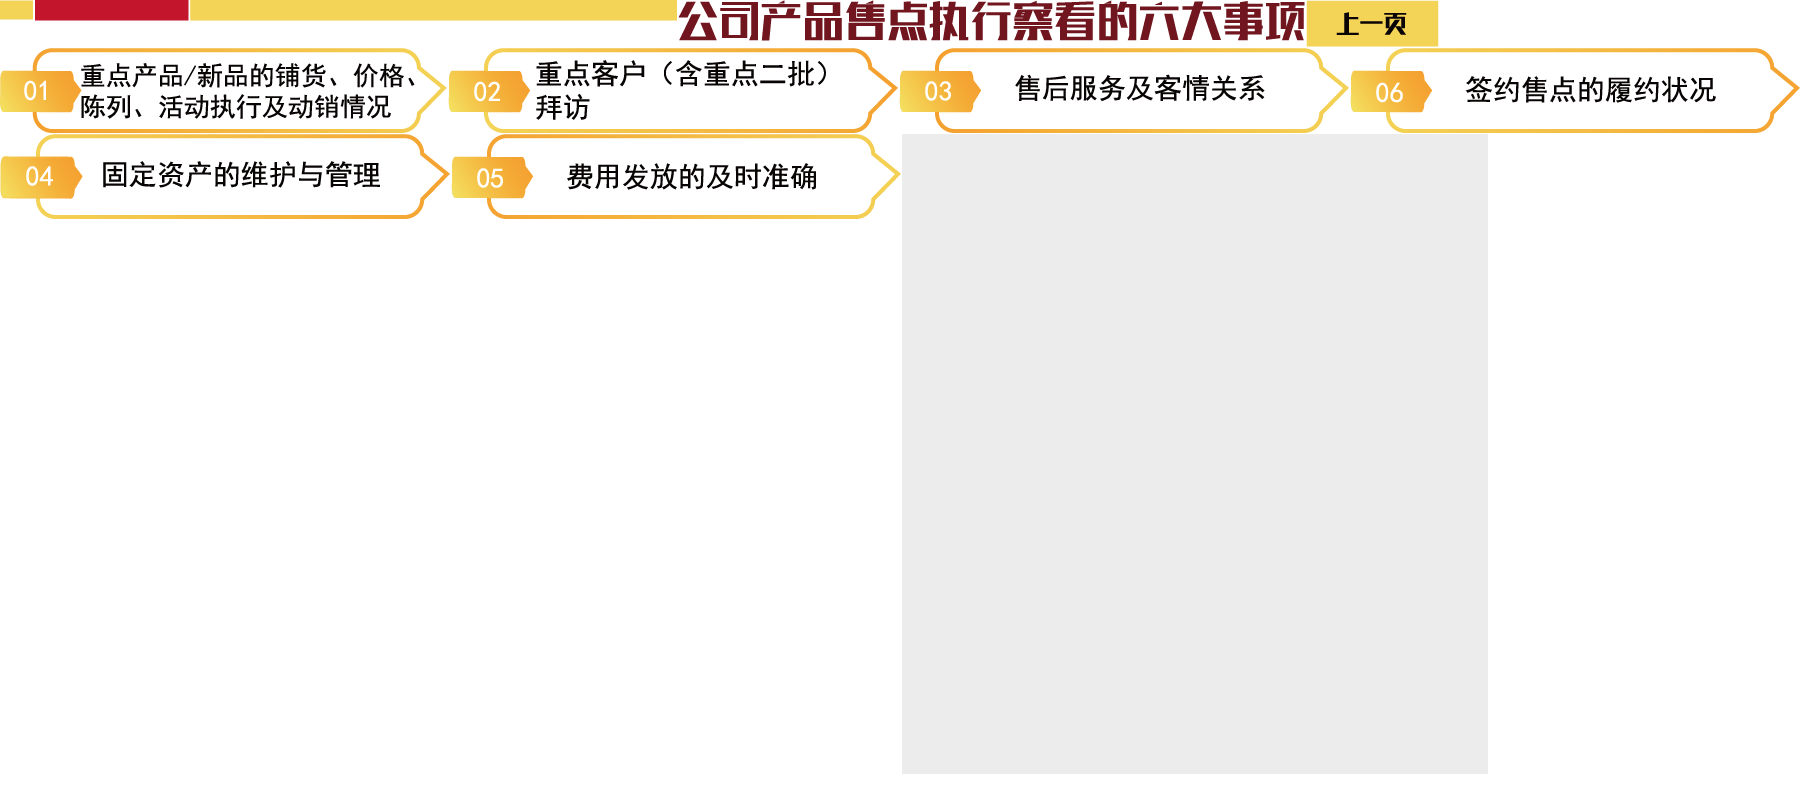 公司产品售点执行察看的六大事项
上一页
01
重点产品/新品的铺货、价格、
陈列、活动执行及动销情况
02
重点客户（含重点二批）
拜访
03
售后服务及客情关系
06
签约售点的履约状况
04
固定资产的维护与管理
05
费用发放的及时准确